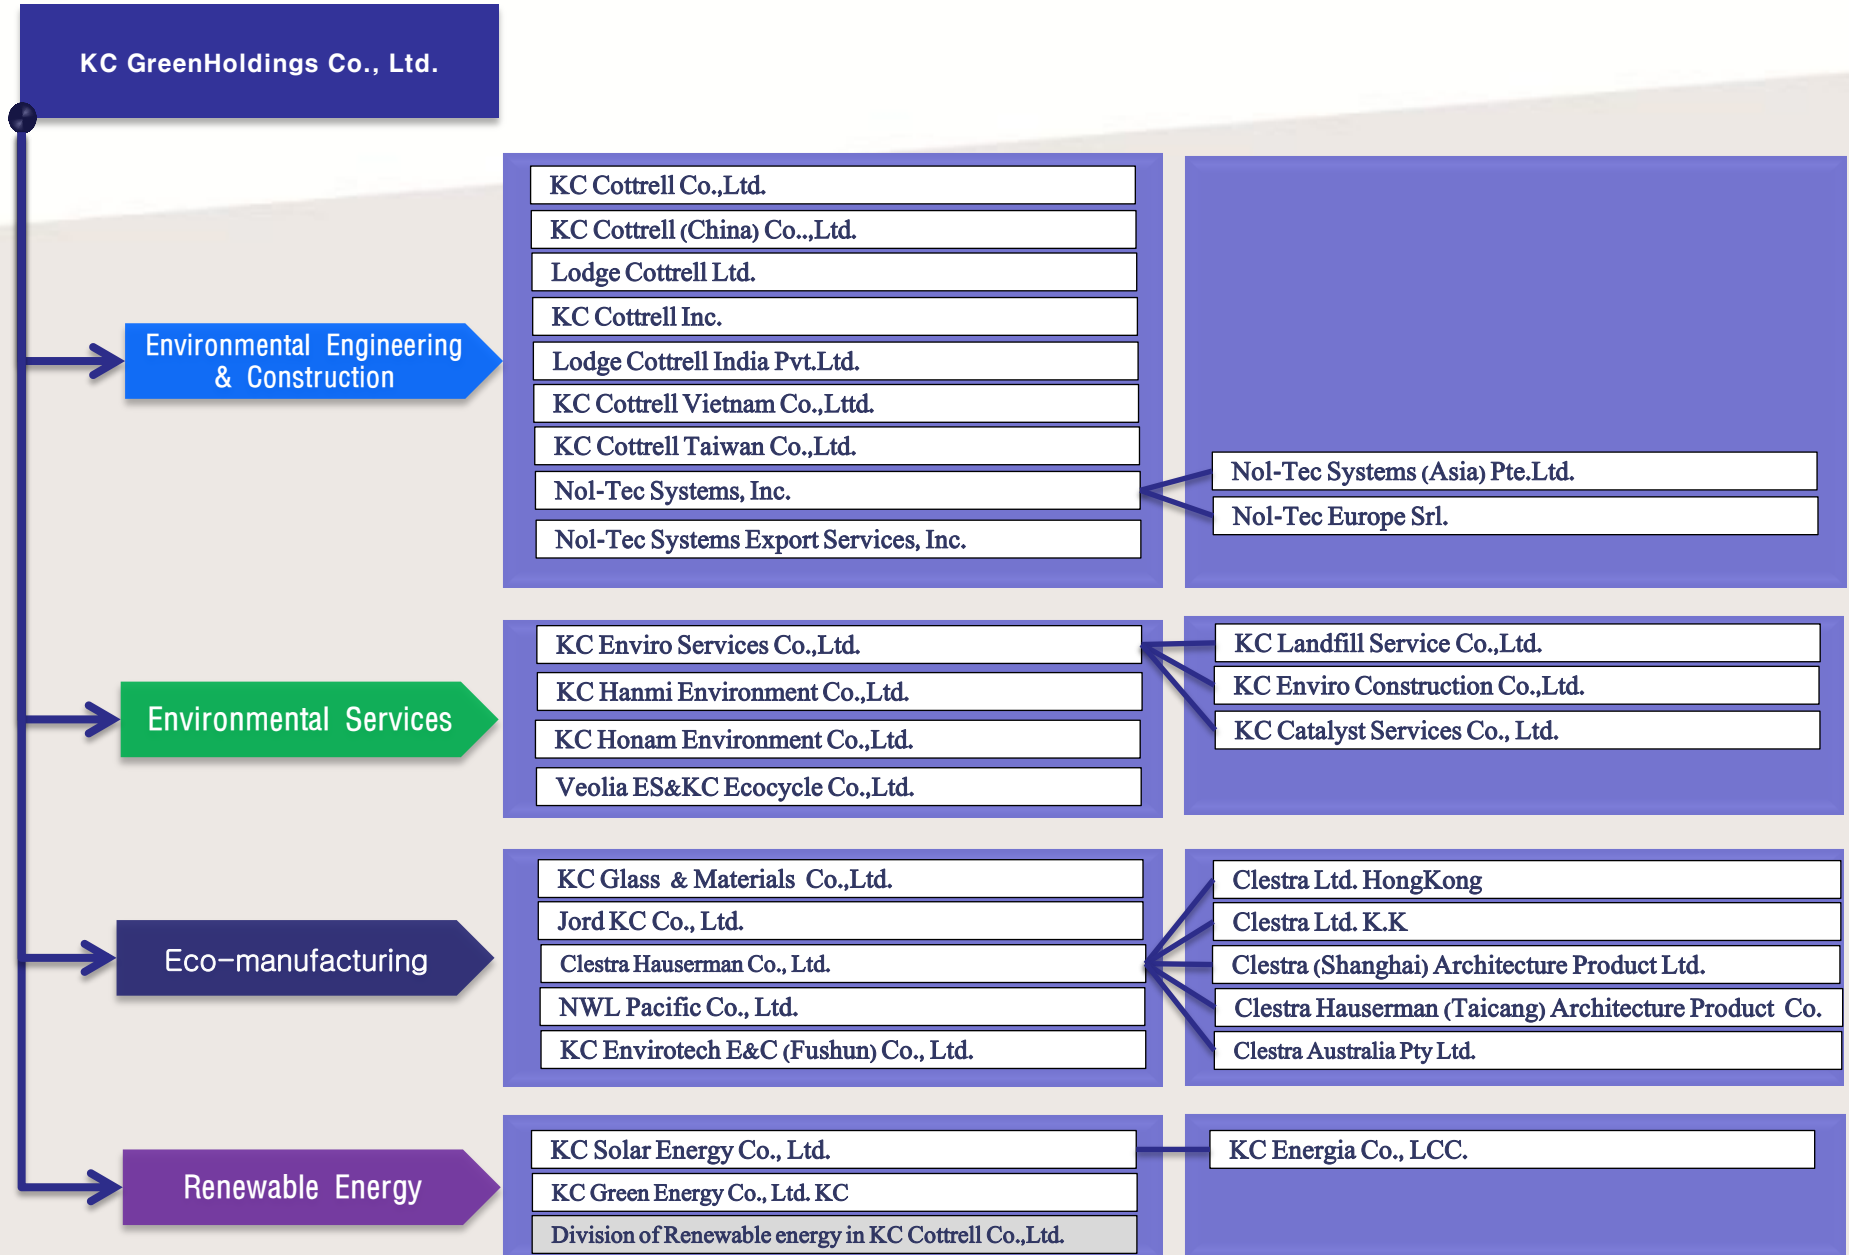 KC GreenHoldings Co., Ltd.
Environmental Engineering
& Construction
KC Cottrell Co.,Ltd.
KC Cottrell (China) Co..,Ltd.
Lodge Cottrell Ltd.
KC Cottrell Inc.
Lodge Cottrell India Pvt.Ltd.
KC Cottrell Vietnam Co.,Lttd.
KC Cottrell Taiwan Co.,Ltd.
Nol-Tec Systems, Inc.
Nol-Tec Systems Export Services, Inc.
Nol-Tec Systems (Asia) Pte.Ltd.
Nol-Tec Europe Srl.
Environmental Services
KC Enviro Services Co.,Ltd.
KC Hanmi Environment Co.,Ltd.
KC Honam Environment Co.,Ltd.
Veolia ES&KC Ecocycle Co.,Ltd.
KC Landfill Service Co.,Ltd.
KC Enviro Construction Co.,Ltd.
KC Catalyst Services Co., Ltd.
Eco-manufacturing
KC Glass & Materials Co.,Ltd.
Jord KC Co., Ltd.
Clestra Hauserman Co., Ltd.
NWL Pacific Co., Ltd.
KC Envirotech E&C (Fushun) Co., Ltd.
Clestra Ltd. HongKong
Clestra Ltd. K.K
Clestra (Shanghai) Architecture Product Ltd.
Clestra Hauserman (Taicang) Architecture Product Co.
Clestra Australia Pty Ltd.
Renewable Energy
KC Solar Energy Co., Ltd.
KC Green Energy Co., Ltd. KC
Division of Renewable energy in KC Cottrell Co.,Ltd.
KC Energia Co., LCC.